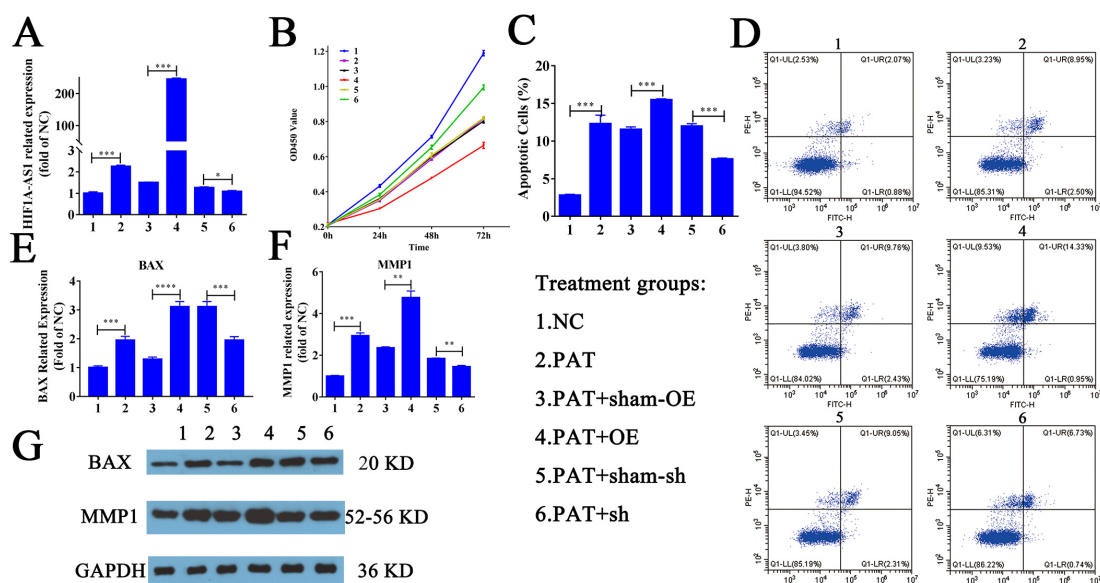 A
HIF1A-AS1 related expression
(fold of NC)
200
100
3
2
1
0
***
***
*
1 2 3 4 5 6
B
OD450 Value
1.2
1.0
0.8
0.6
0.4
0.2
1
2
3
4
5
6
0h 24h 48h 72h
Time
C
Apoptotic Cells (%)
20
15
10
5
0
***
***
***
1 2 3 4 5 6
D
1
Q1-UL(2.53%) Q1-UR(2.07%)
Q1-LL(94.52%) Q1-LR(0.88%)
PE-H
FITC-H
2
Q1-UL(3.23%) Q1-UR(8.95%)
Q1-LL(85.31%) Q1-LR(2.50%)
PE-H
FITC-H
3
Q1-UL(3.80%) Q1-UR(9.76%)
Q1-LL(84.02%) Q1-LR(2.43%)
PE-H
FITC-H
4
Q1-UL(9.53%) Q1-UR(14.33%)
Q1-LL(75.19%) Q1-LR(0.95%)
PE-H
FITC-H
5
Q1-UL(3.45%) Q1-UR(9.05%)
Q1-LL(85.19%) Q1-LR(2.31%)
PE-H
FITC-H
6
Q1-UL(6.31%) Q1-UR(6.73%)
Q1-LL(86.22%) Q1-LR(0.74%)
PE-H
FITC-H
E
BAX
BAX Related Expression
(Fold of NC)
4
3
2
1
0
***
****
***
1 2 3 4 5 6
F
MMP1
MMP1 related expression
(fold of NC)
6
4
2
0
***
**
**
1 2 3 4 5 6
Treatment groups:
1.NC
2.PAT
3.PAT+sham-OE
4.PAT+OE
5.PAT+sham-sh
6.PAT+sh
G
1 2 3 4 5 6
BAX 20 KD
MMP1 52-56 KD
GAPDH 36 KD